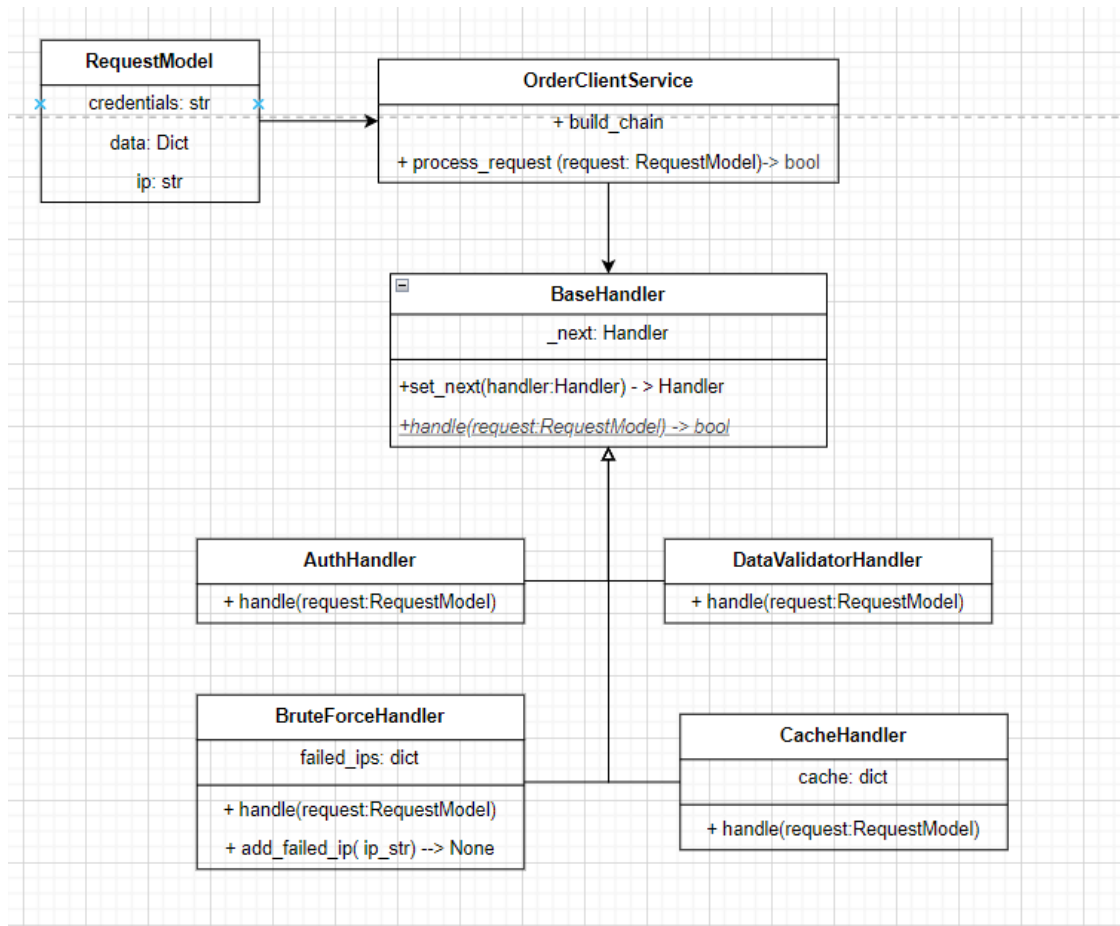 RequestModel
credentials: str
data: Dict
ip: str
OrderClientService
+ build_chain
+ process_request (request: RequestModel)-> bool
BaseHandler
_next: Handler
+set_next(handler:Handler) - > Handler
+handle(request:RequestModel) -> bool
AuthHandler
+ handle(request:RequestModel)
DataValidatorHandler
+ handle(request:RequestModel)
BruteForceHandler
failed_ips: dict
+ handle(request:RequestModel)
+ add_failed_ip( ip_str) --> None
CacheHandler
cache: dict
+ handle(request:RequestModel)